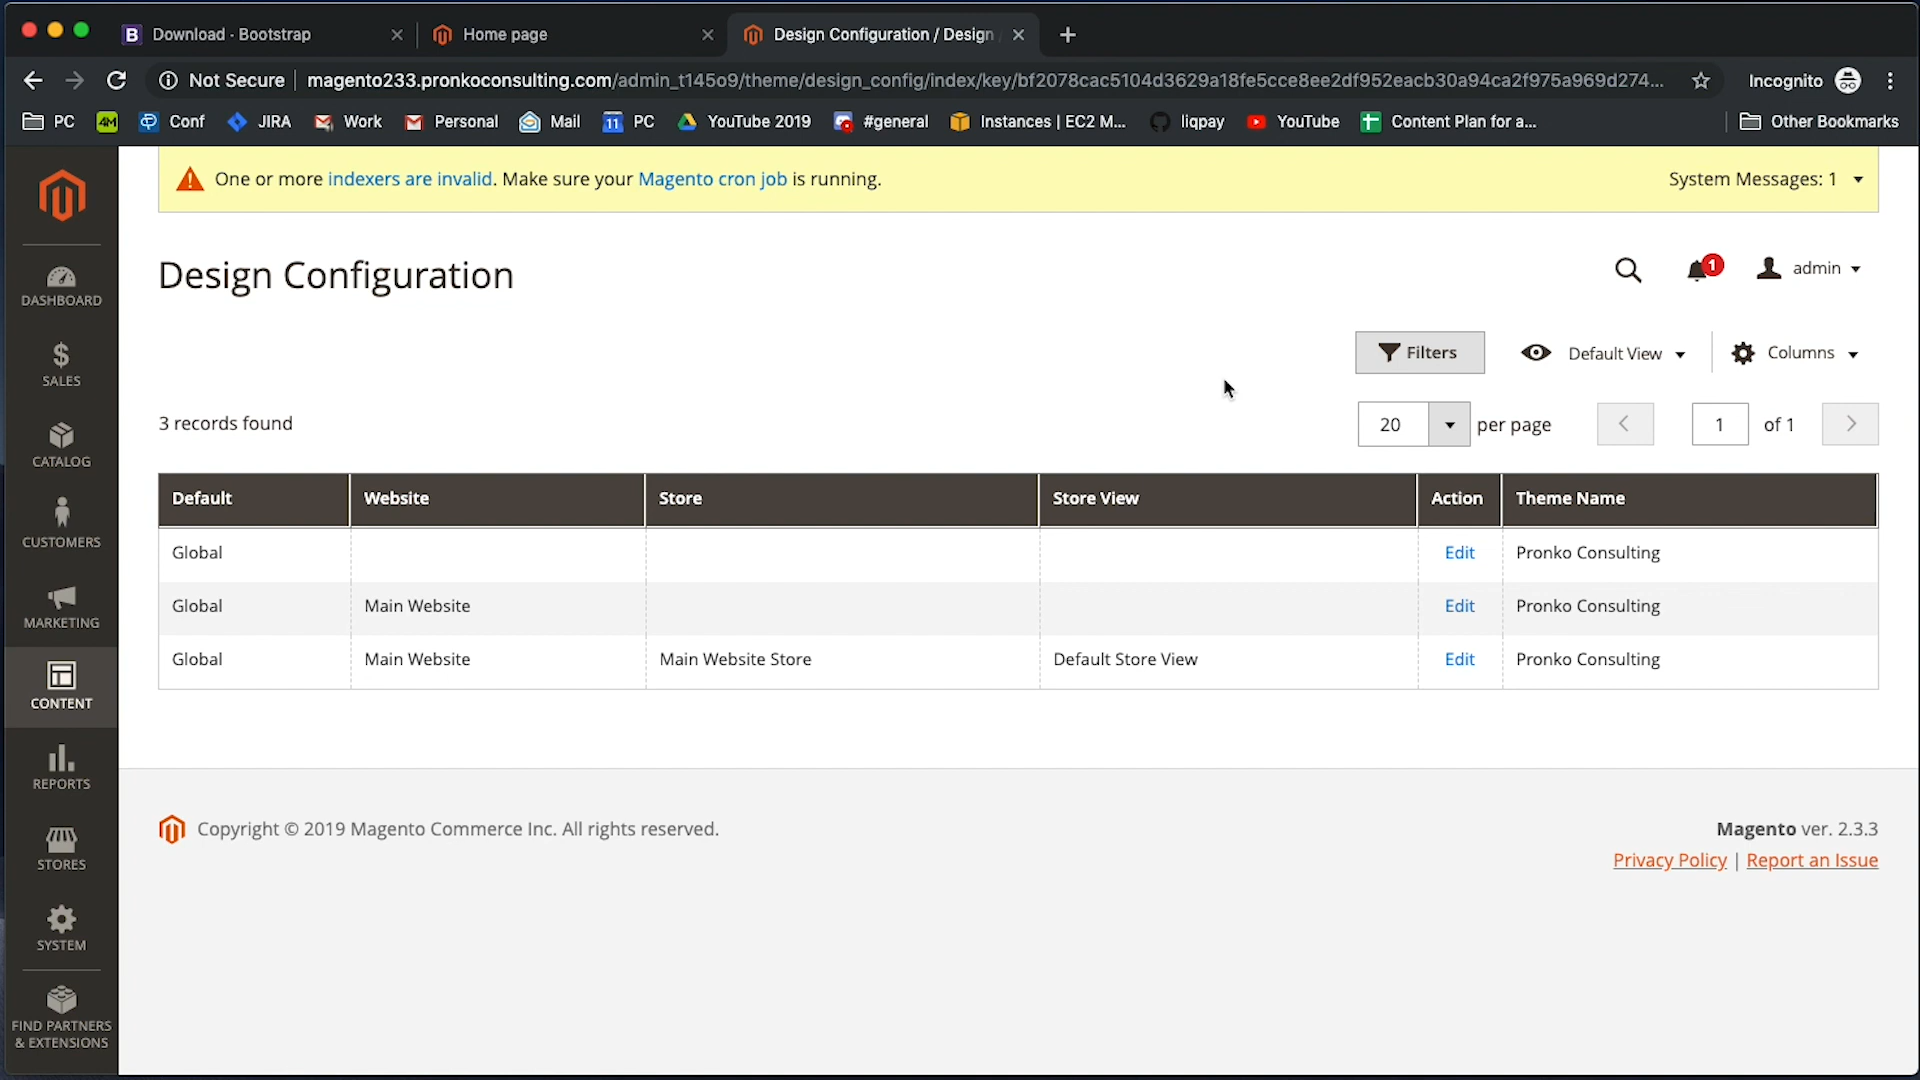 Download · Bootstrap
Home page
Design Configuration / Design
Not Secure
magento233.pronkoconsulting.com/admin_t145o9/theme/design_config/index/key/bf2078cac5104d3629a18fe5cce8ee2df952eacb30a94ca2f975a969d274...
Incognito
PC
4M
Conf
JIRA
Work
Personal
Mail
11
PC
YouTube 2019
#general
Instances | EC2 M...
liqpay
YouTube
Content Plan for a...
Other Bookmarks
One or more indexers are invalid. Make sure your Magento cron job is running.
System Messages: 1
Design Configuration
1
admin
Filters
Default View
Columns
3 records found
20
per page
1
of 1
Default
Website
Store
Store View
Action
Theme Name
Global
Edit
Pronko Consulting
Global
Main Website
Edit
Pronko Consulting
Global
Main Website
Main Website Store
Default Store View
Edit
Pronko Consulting
DASHBOARD
SALES
CATALOG
CUSTOMERS
MARKETING
CONTENT
REPORTS
STORES
SYSTEM
FIND PARTNERS
& EXTENSIONS
Copyright © 2019 Magento Commerce Inc. All rights reserved.
Magento ver. 2.3.3
Privacy Policy | Report an Issue